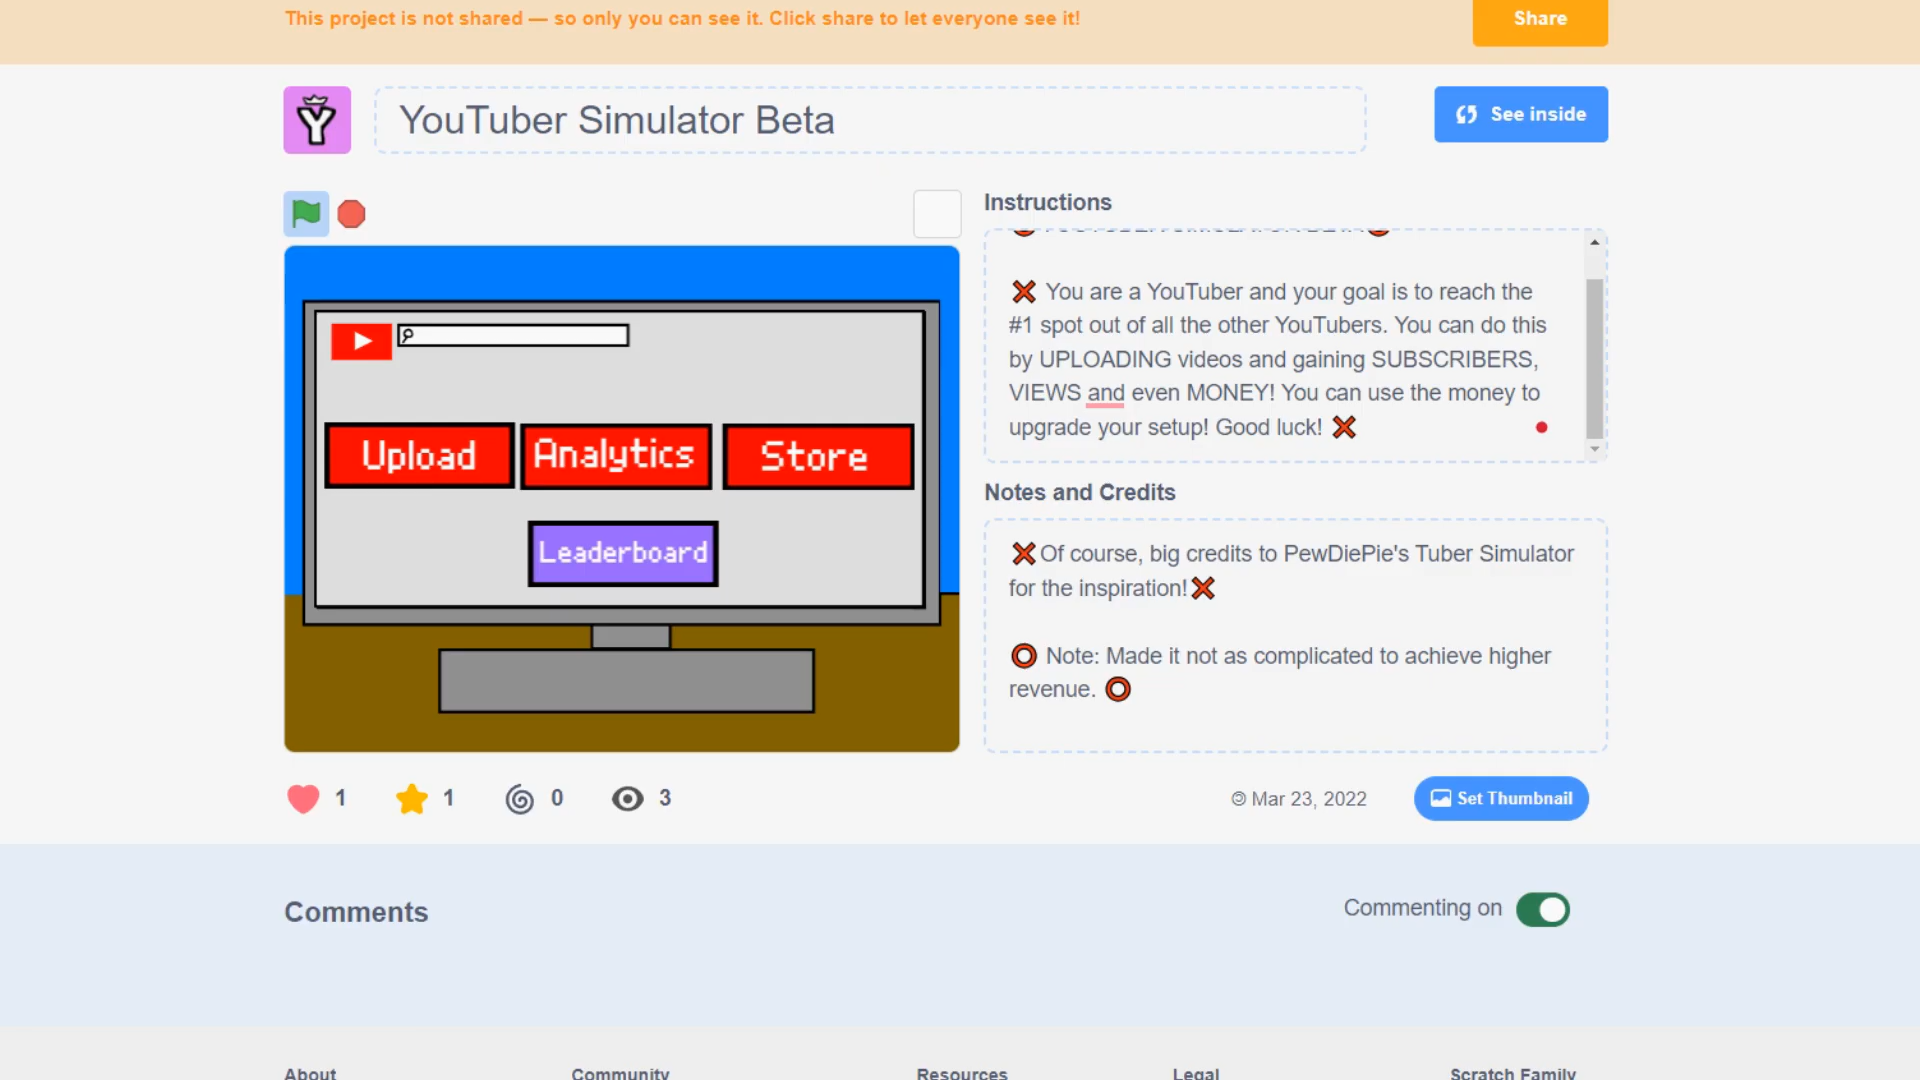 This project is not shared — so only you can see it. Click share to let everyone see it!
Share
YouTuber Simulator Beta
See inside
Instructions
❌ You are a YouTuber and your goal is to reach the
#1 spot out of all the other YouTubers. You can do this
by UPLOADING videos and gaining SUBSCRIBERS,
VIEWS and even MONEY! You can use the money to
upgrade your setup! Good luck! ❌
Upload
Analytics
Store
Leaderboard
Notes and Credits
❌Of course, big credits to PewDiePie's Tuber Simulator
for the inspiration!❌
⭕ Note: Made it not as complicated to achieve higher
revenue. ⭕
1
1
0
3
Mar 23, 2022
Set Thumbnail
Comments
Commenting on
About
Community
Resources
Legal
Scratch Family